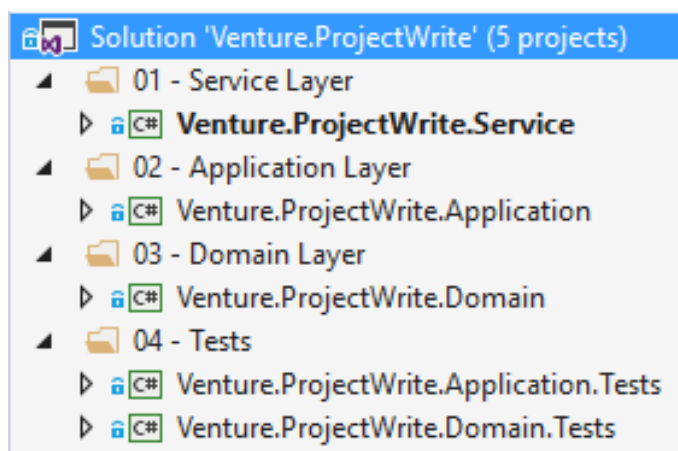 Solution 'Venture.ProjectWrite' (5 projects)
01 - Service Layer
C# Venture.ProjectWrite.Service
02 - Application Layer
C# Venture.ProjectWrite.Application
03 - Domain Layer
C# Venture.ProjectWrite.Domain
04 - Tests
C# Venture.ProjectWrite.Application.Tests
C# Venture.ProjectWrite.Domain.Tests